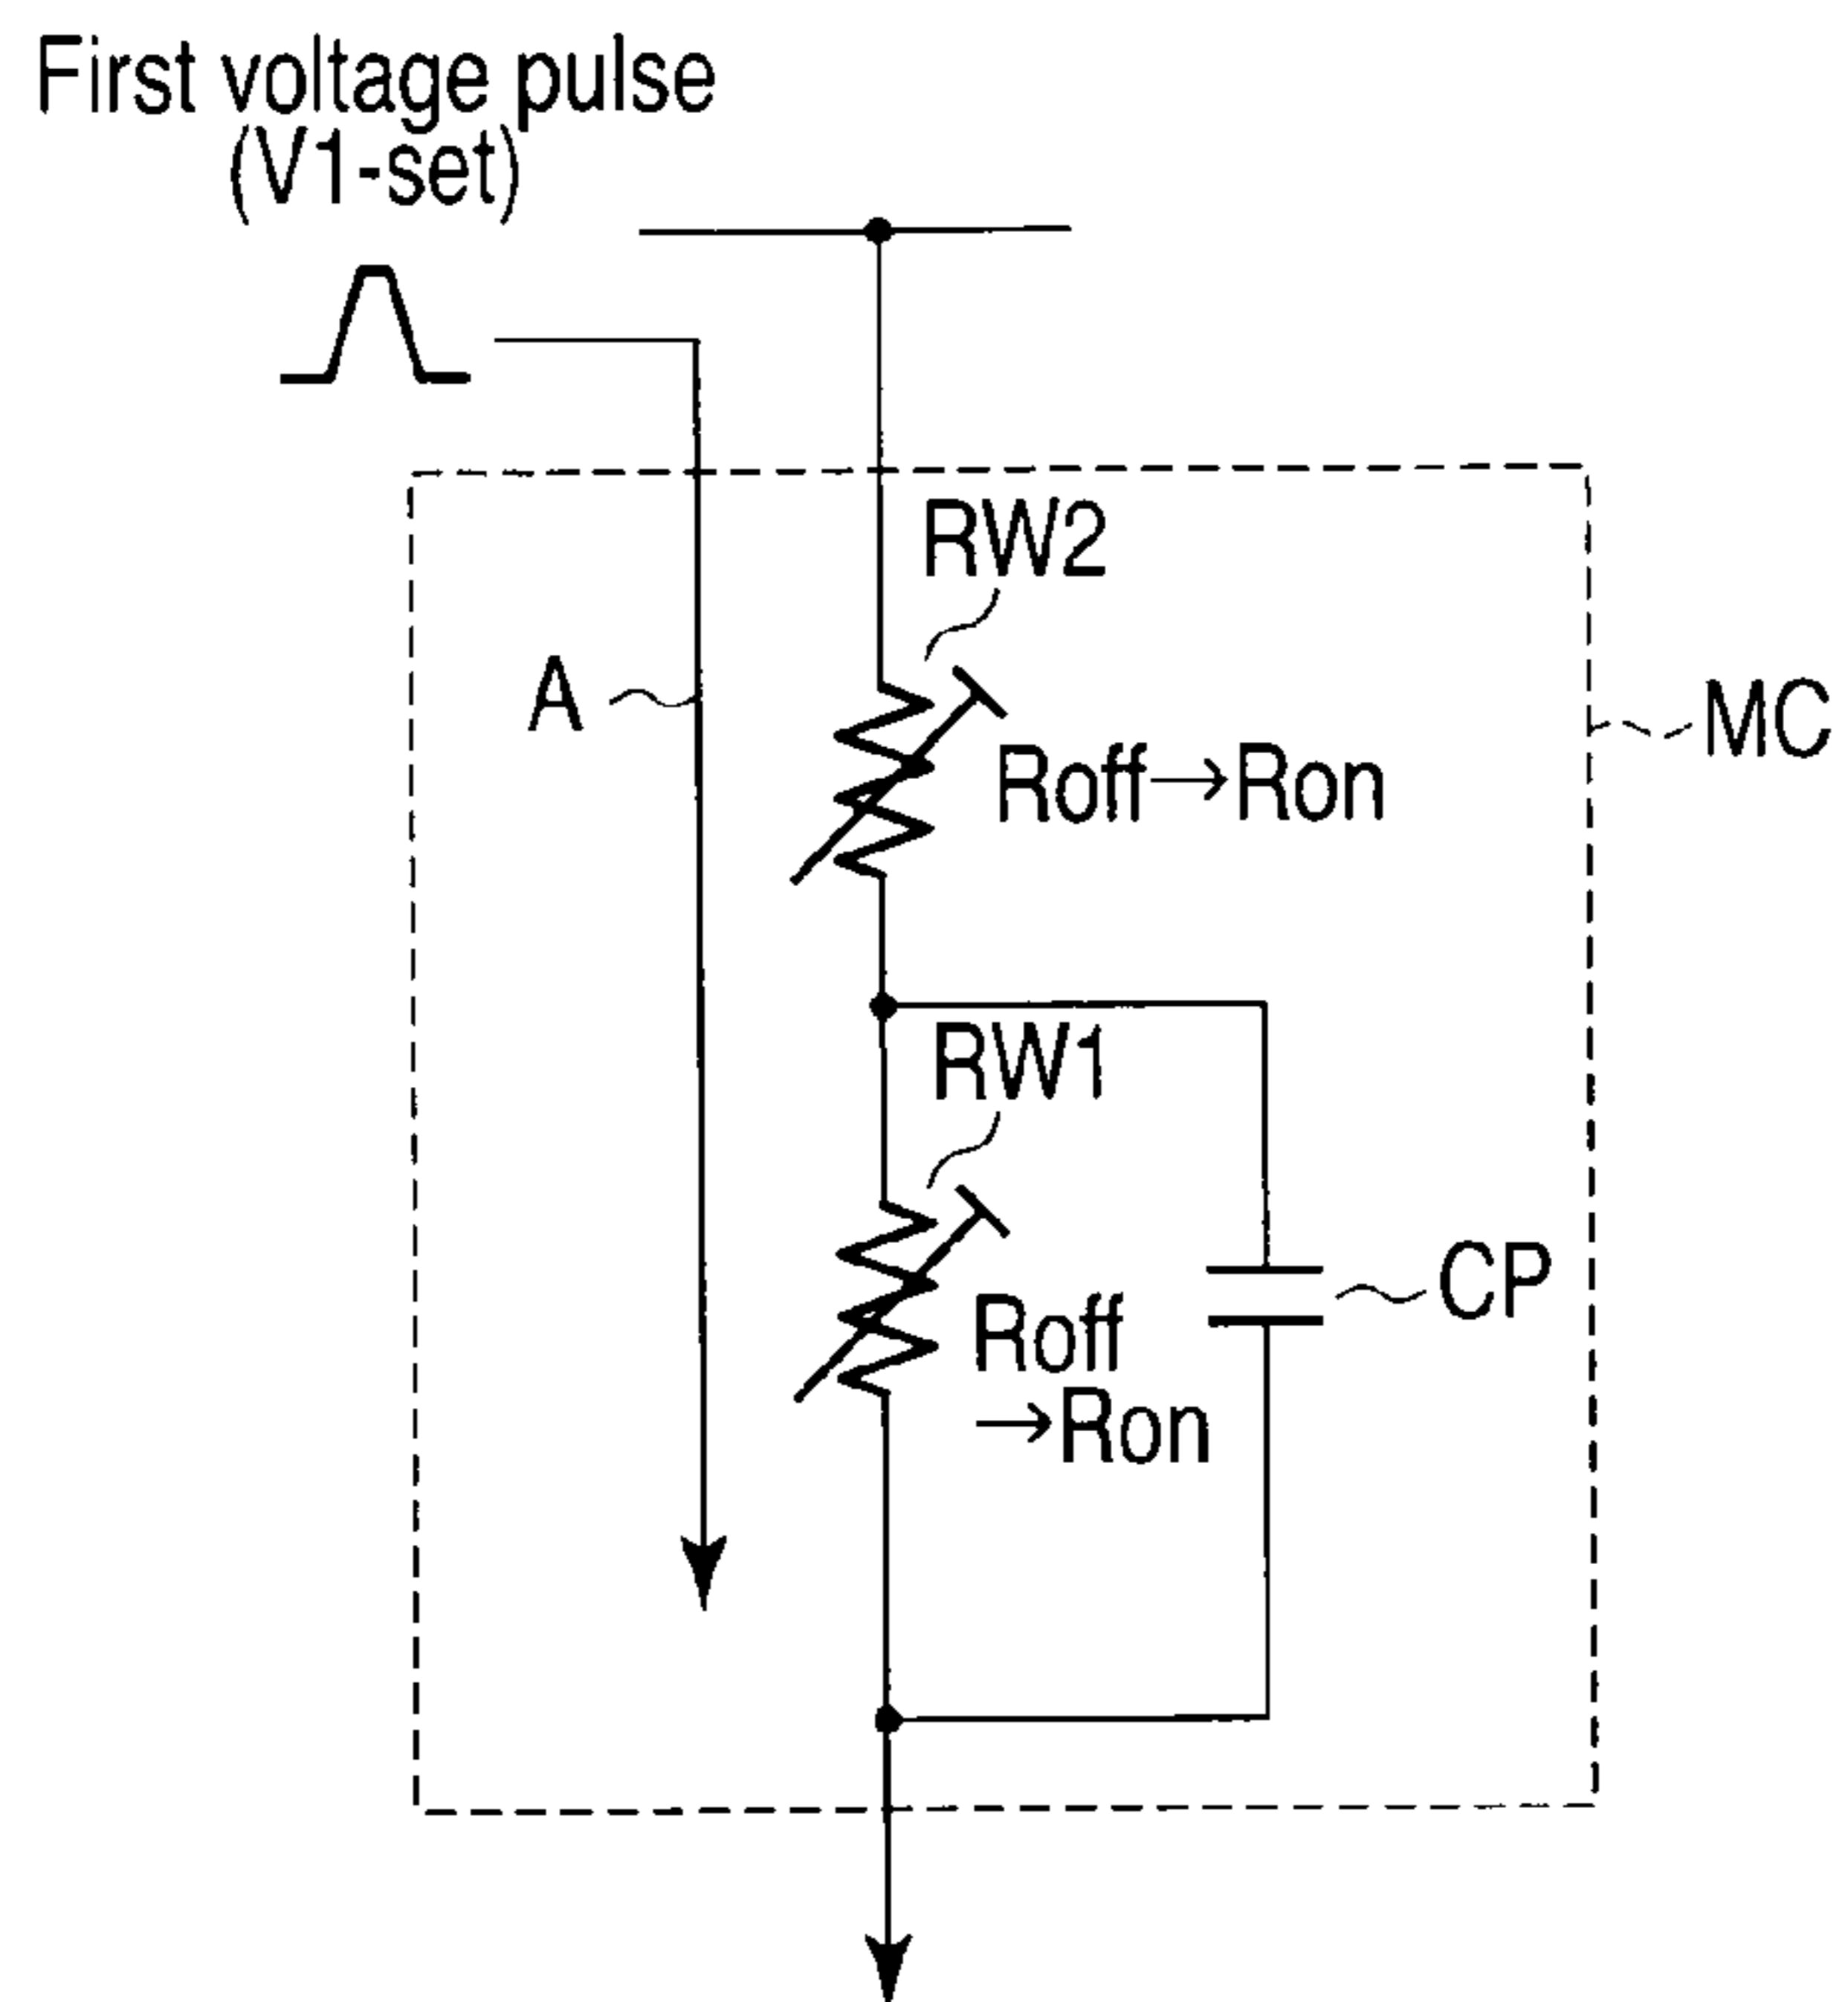 First voltage pulse
(V1-set)
RW2
A
MC
Roff→Ron
RW1
CP
Roff
→Ron